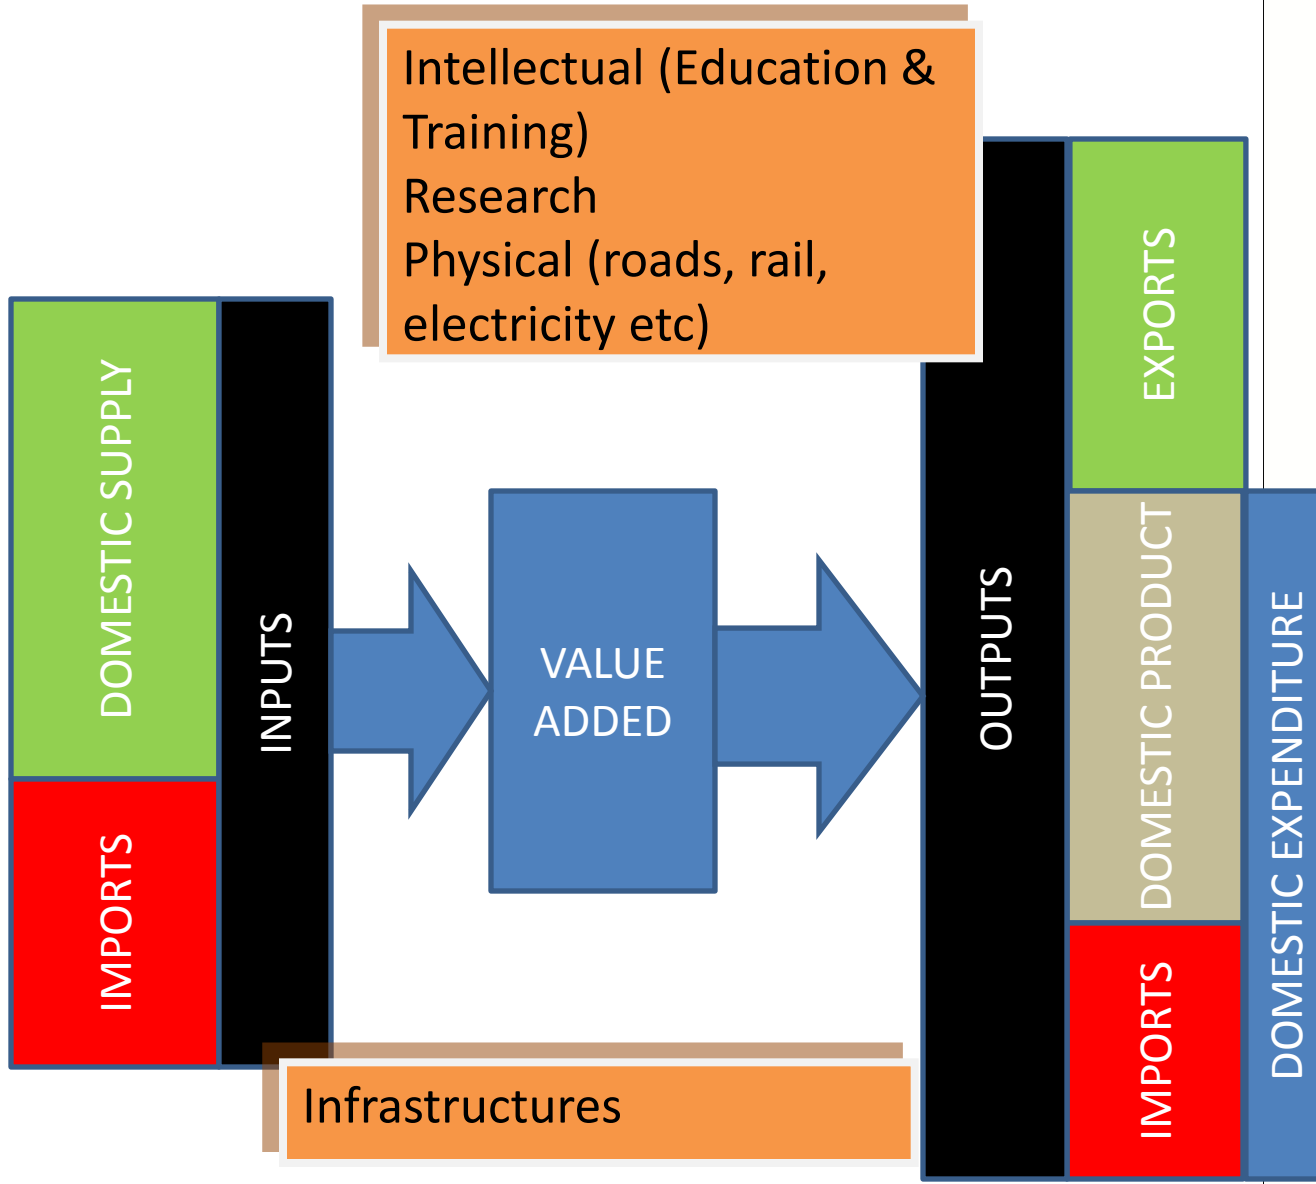 Intellectual (Education &
Training)
Research
Physical (roads, rail,
electricity etc)
DOMESTIC SUPPLY
IMPORTS
INPUTS
VALUE
ADDED
OUTPUTS
EXPORTS
DOMESTIC PRODUCT
IMPORTS
DOMESTIC EXPENDITURE
Infrastructures